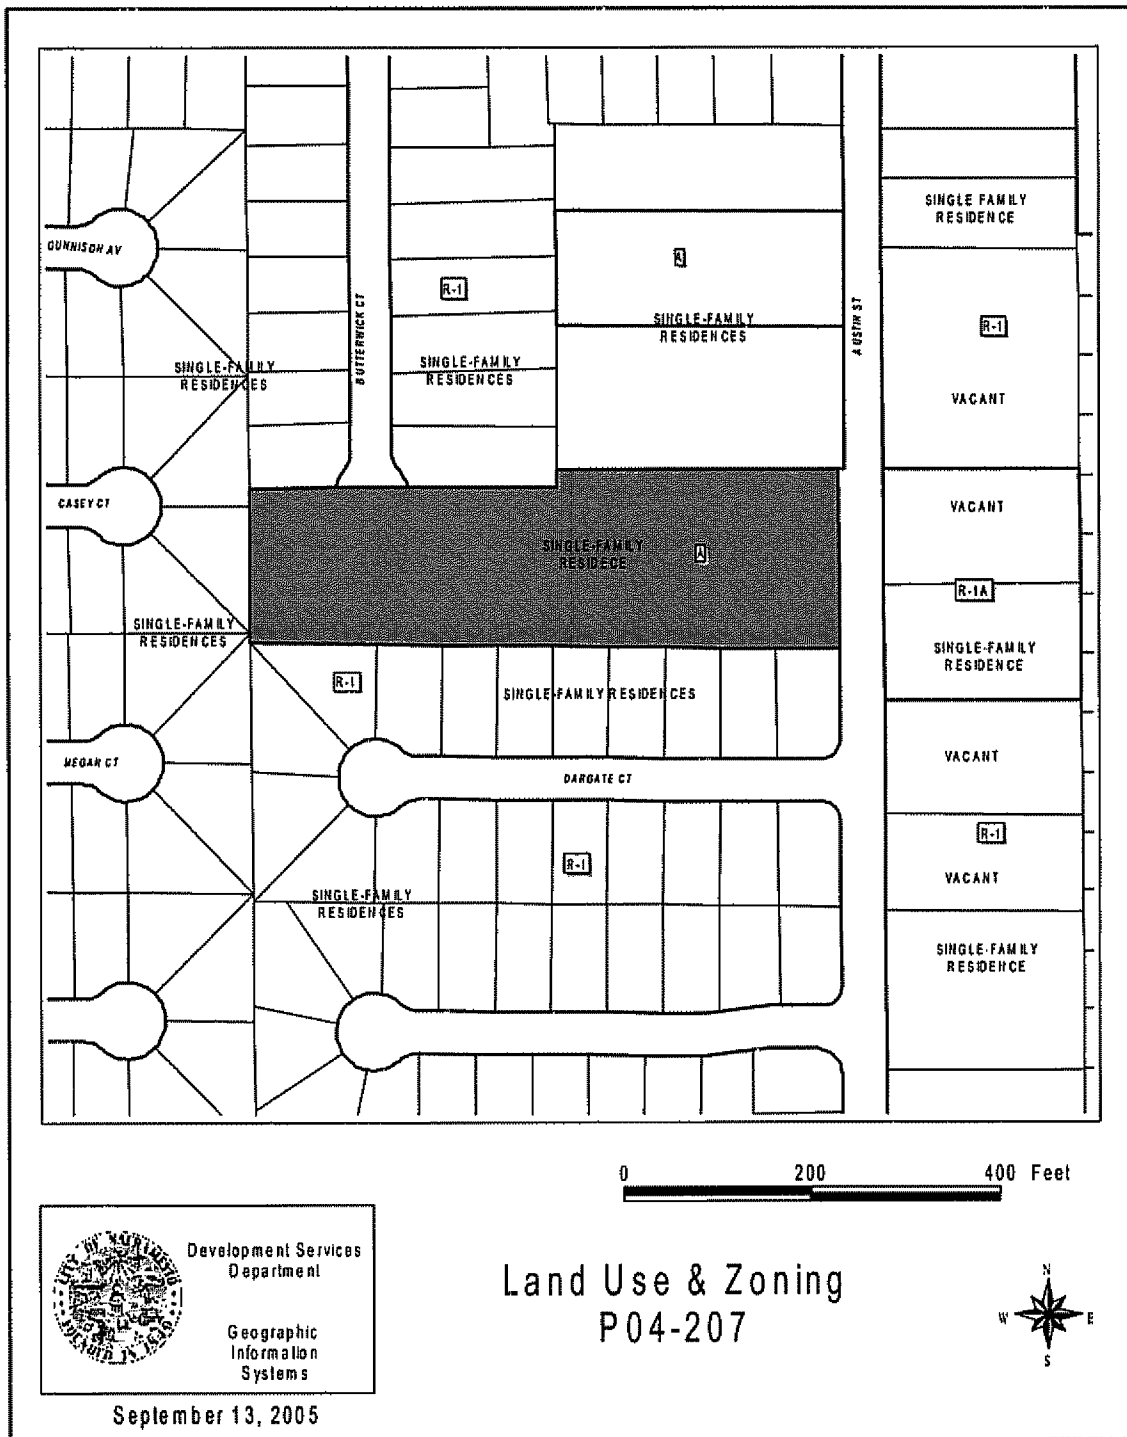 SINGLE FAMILY
RESIDENCE
GUNNISON AV
A
R-1
BUTTERWICK CT
AUSTIN ST
SINGLE-FAMILY
RESIDENCES
R-1
SINGLE-FAMILY
RESIDENCES
SINGLE-FAMILY
RESIDENCES
VACANT
CASEY CT
VACANT
SINGLE-FAMILY
RESIDECE
A
R-1A
SINGLE-FAMILY
RESIDENCES
SINGLE-FAMILY
RESIDENCE
R-1
SINGLE-FAMILY RESIDENCES
MEGAN CT
DARGATE CT
VACANT
R-1
R-1
VACANT
SINGLE-FAMILY
RESIDENCES
SINGLE-FAMILY
RESIDENCE
0 200 400 Feet
CITY OF
Development Services
Department
Geographic
Information
Systems
Land Use & Zoning
P04-207
N
W E
S
September 13, 2005